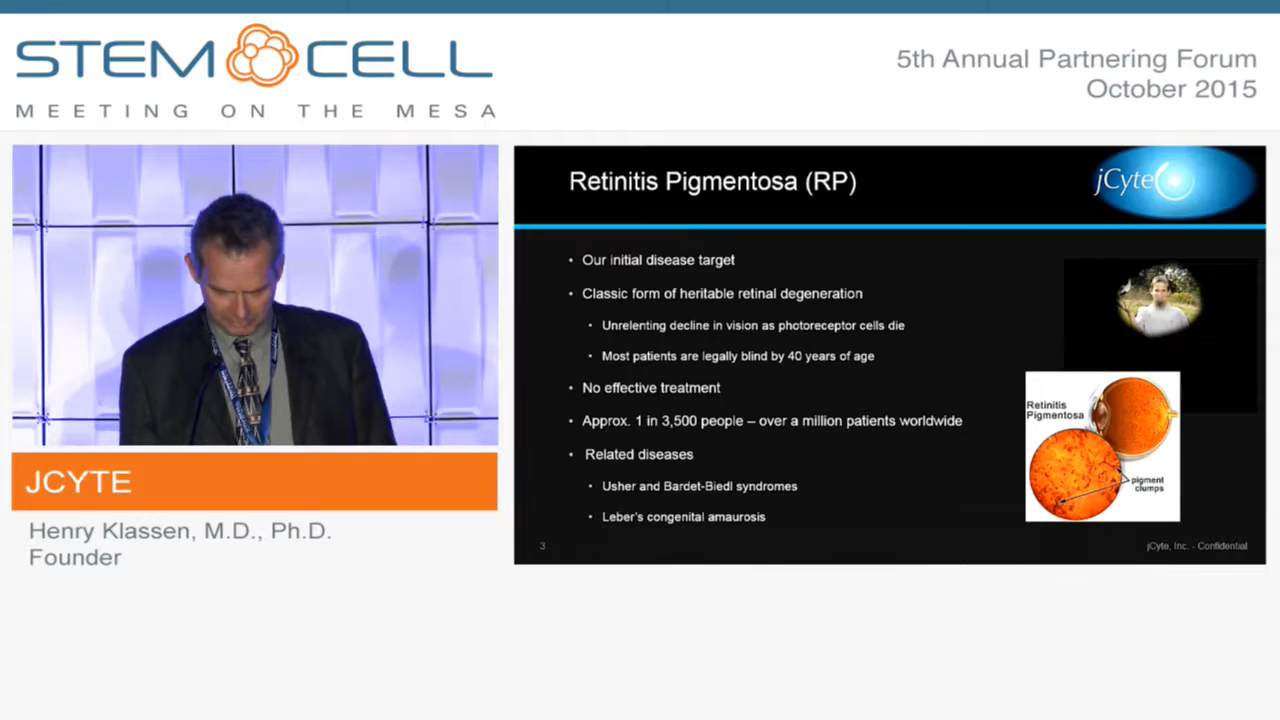 STEM CELL
MEETING ON THE MESA
5th Annual Partnering Forum
October 2015
Retinitis Pigmentosa (RP)
jCyte
• Our initial disease target
• Classic form of heritable retinal degeneration
• Unrelenting decline in vision as photoreceptor cells die
• Most patients are legally blind by 40 years of age
• No effective treatment
• Approx. 1 in 3,500 people – over a million patients worldwide
• Related diseases
• Usher and Bardet-Biedl syndromes
• Leber's congenital amaurosis
Retinitis
Pigmentosa
pigment
clumps
3
jCyte, Inc. - Confidential
JCYTE
Henry Klassen, M.D., Ph.D.
Founder